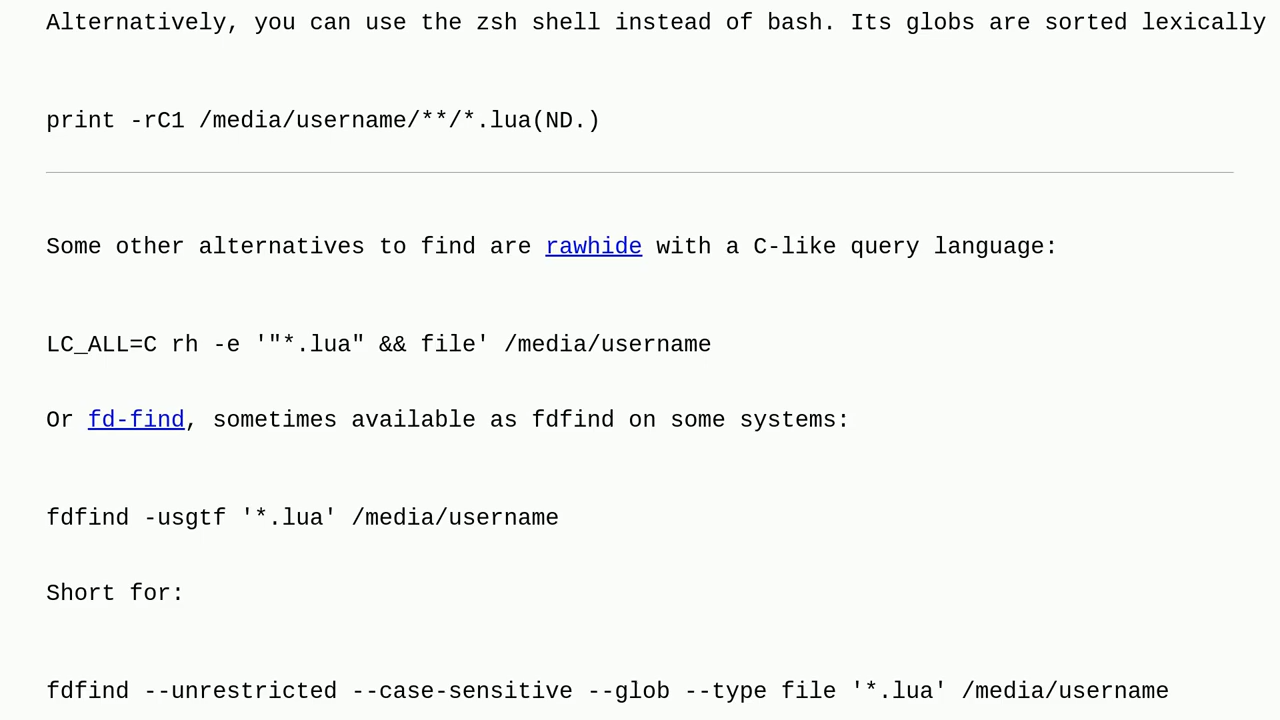 Alternatively, you can use the zsh shell instead of bash. Its globs are sorted lexically
print -rC1 /media/username/**/*.lua(ND.)
Some other alternatives to find are rawhide with a C-like query language:
LC_ALL=C rh -e '"*.lua" && file' /media/username
Or fd-find, sometimes available as fdfind on some systems:
fdfind -usgtf '*.lua' /media/username
Short for:
fdfind --unrestricted --case-sensitive --glob --type file '*.lua' /media/username